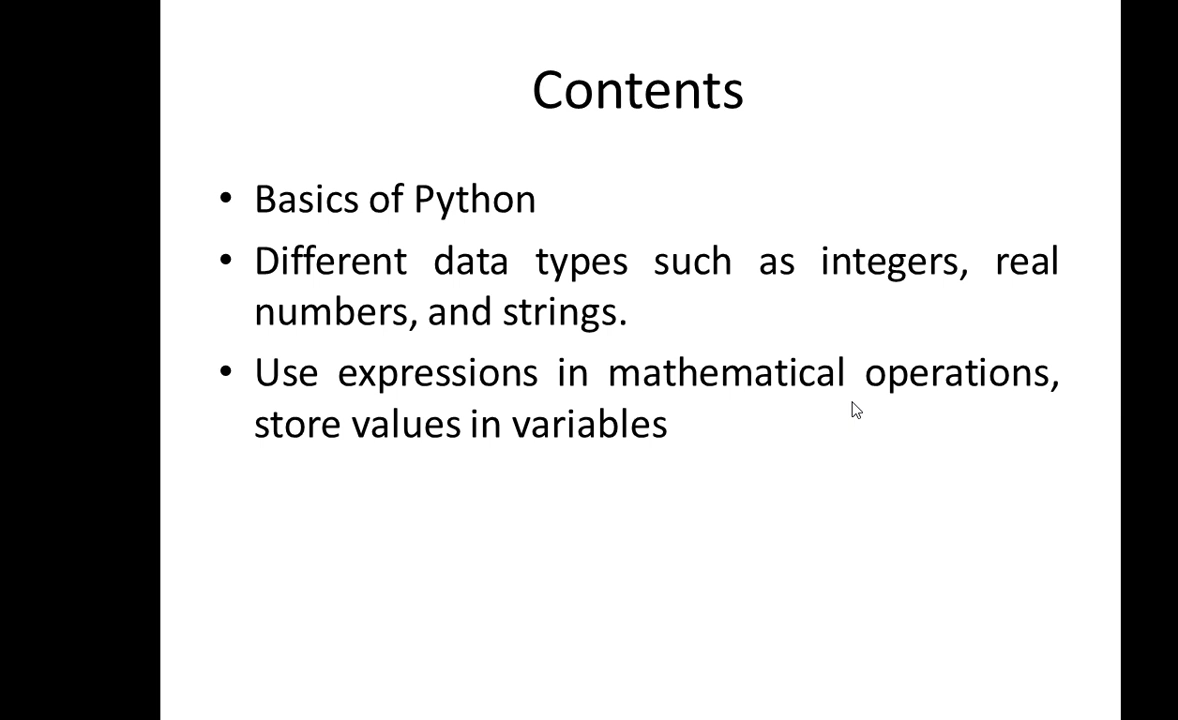 Contents
• Basics of Python
• Different data types such as integers, real
numbers, and strings.
• Use expressions in mathematical operations,
store values in variables